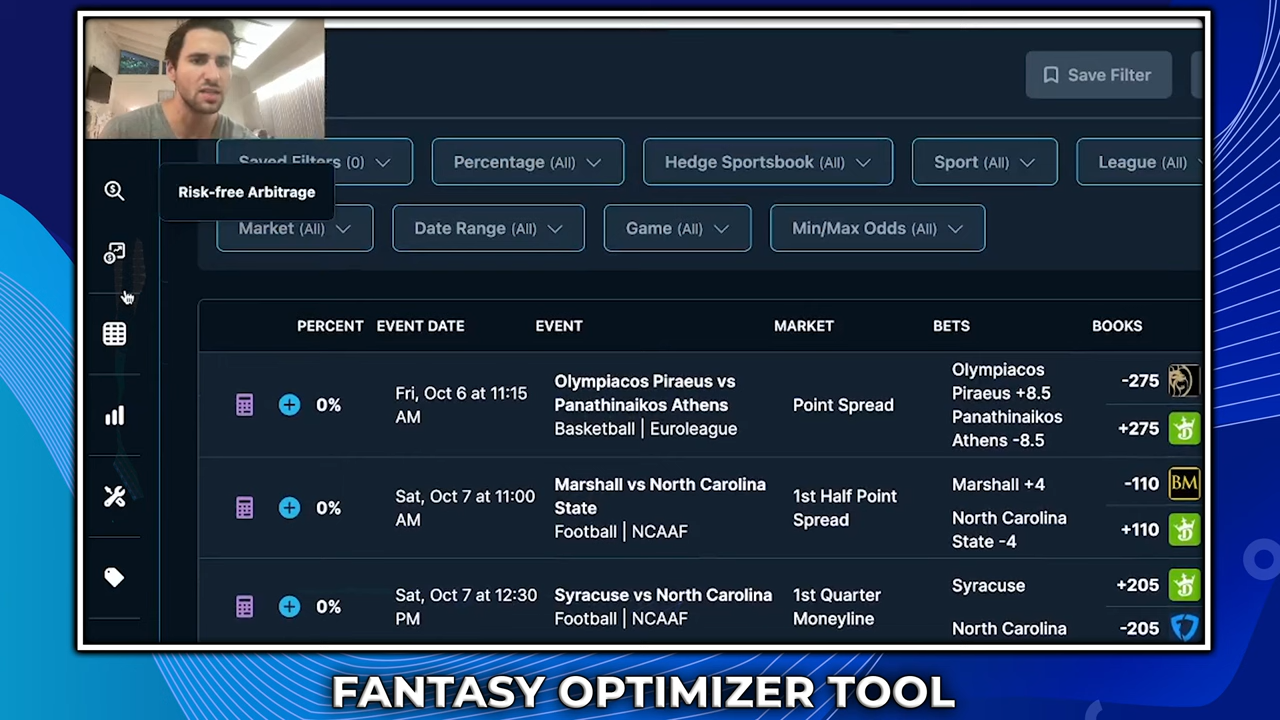 Save Filter
Saved Filters (0)
Percentage (All)
Hedge Sportsbook (All)
Sport (All)
League (All)
Risk-free Arbitrage
Market (All)
Date Range (All)
Game (All)
Min/Max Odds (All)
PERCENT EVENT DATE EVENT MARKET BETS BOOKS
0%
Fri, Oct 6 at 11:15
AM
Olympiacos Piraeus vs
Panathinaikos Athens
Basketball | Euroleague
Point Spread
Olympiacos
Piraeus +8.5
Panathinaikos
Athens -8.5
-275
+275
0%
Sat, Oct 7 at 11:00
AM
Marshall vs North Carolina
State
Football | NCAAF
1st Half Point
Spread
Marshall +4
North Carolina
State -4
-110
BM
+110
0%
Sat, Oct 7 at 12:30
PM
Syracuse vs North Carolina
Football | NCAAF
1st Quarter
Moneyline
Syracuse
North Carolina
+205
-205
FANTASY OPTIMIZER TOOL